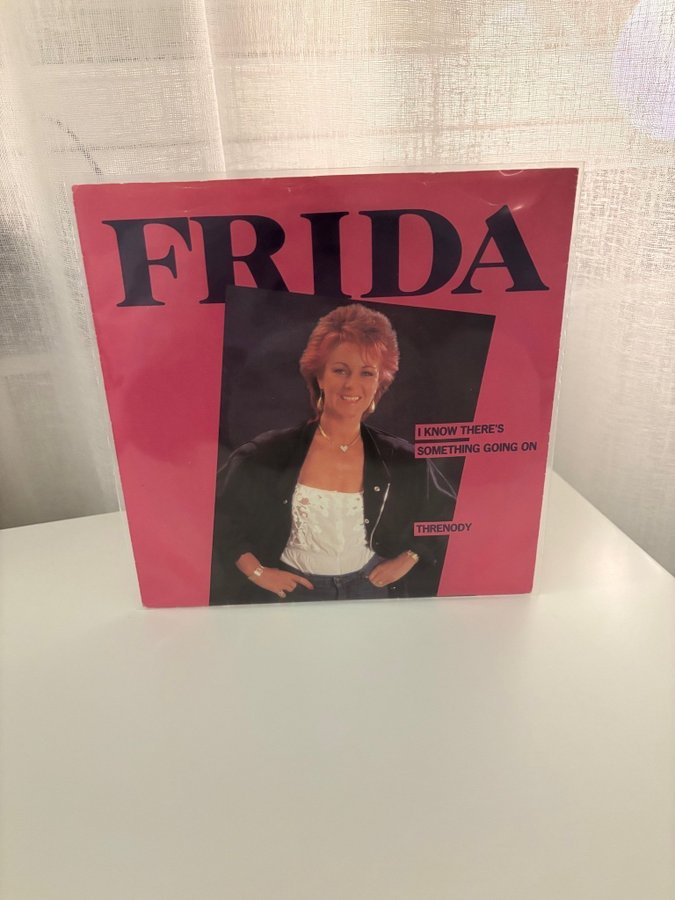 FRIDA
I KNOW THERE'S
SOMETHING GOING ON
THRENODY